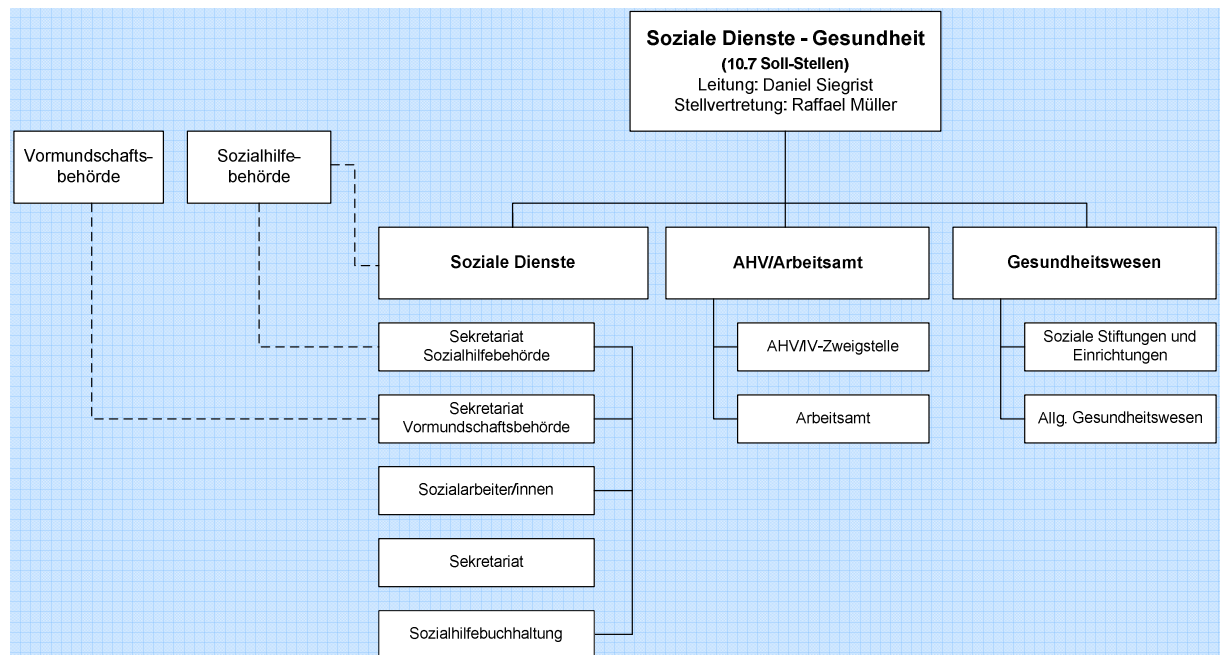 Soziale Dienste - Gesundheit
(10.7 Soll-Stellen)
Leitung: Daniel Siegrist
Stellvertretung: Raffael Müller
Vormundschafts-
behörde
Sozialhilfe-
behörde
Soziale Dienste
AHV/Arbeitsamt
Gesundheitswesen
Sekretariat
Sozialhilfebehörde
AHV/IV-Zweigstelle
Soziale Stiftungen und
Einrichtungen
Sekretariat
Vormundschaftsbehörde
Arbeitsamt
Allg. Gesundheitswesen
Sozialarbeiter/innen
Sekretariat
Sozialhilfebuchhaltung